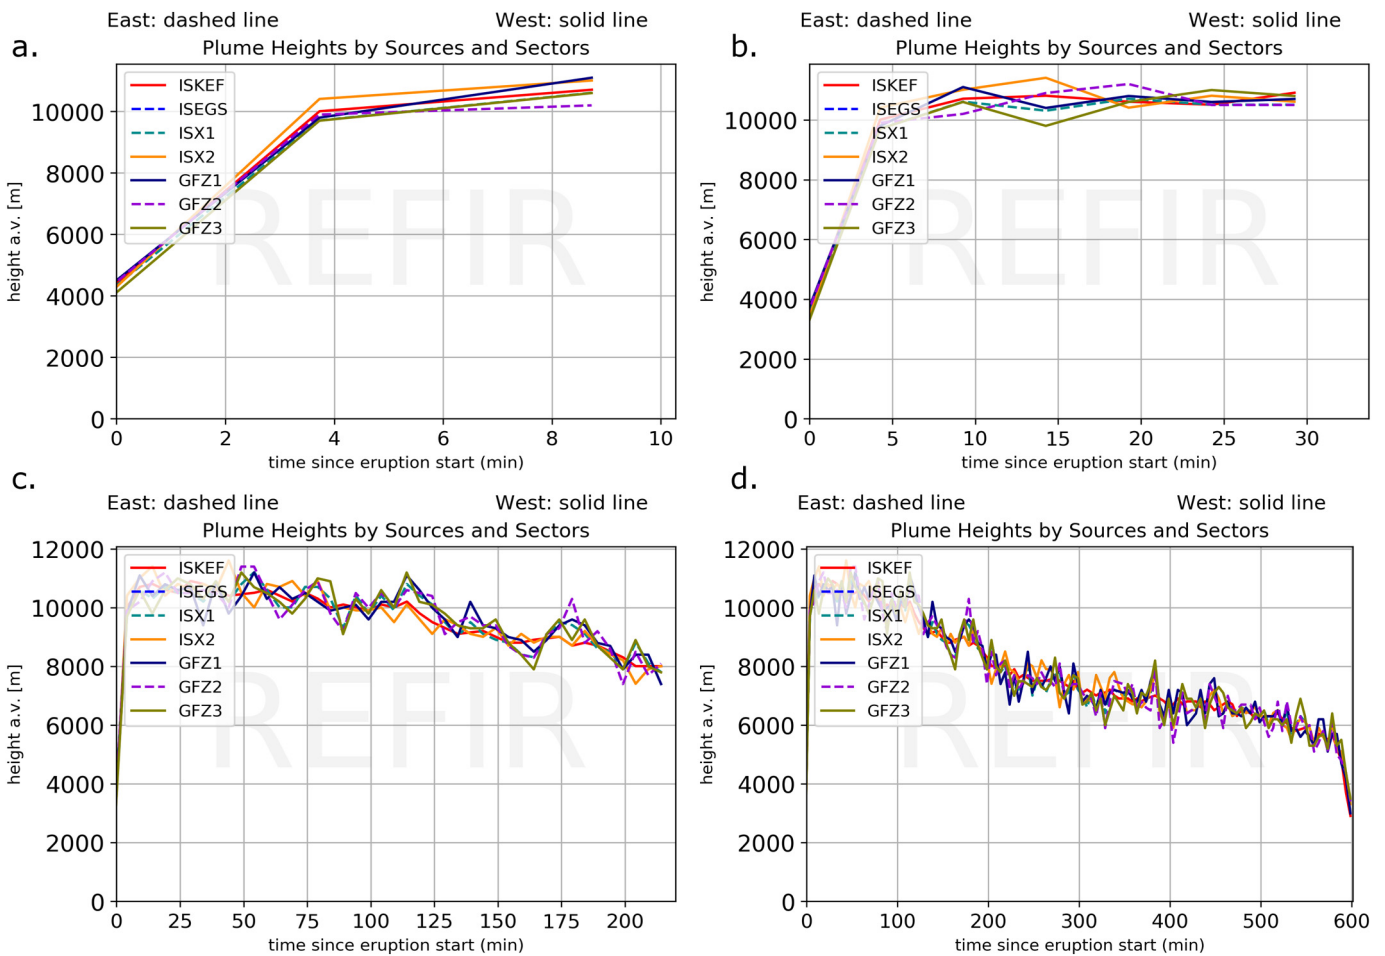 a.
East: dashed line West: solid line
Plume Heights by Sources and Sectors
height a.v. [m]
10000
8000
6000
4000
2000
0
ISKEF
ISEGS
ISX1
ISX2
GFZ1
GFZ2
GFZ3
REFIR
0 2 4 6 8 10
time since eruption start (min)
b.
East: dashed line West: solid line
Plume Heights by Sources and Sectors
height a.v. [m]
10000
8000
6000
4000
2000
0
ISKEF
ISEGS
ISX1
ISX2
GFZ1
GFZ2
GFZ3
REFIR
0 5 10 15 20 25 30
time since eruption start (min)
c.
East: dashed line West: solid line
Plume Heights by Sources and Sectors
height a.v. [m]
12000
10000
8000
6000
4000
2000
0
ISKEF
ISEGS
ISX1
ISX2
GFZ1
GFZ2
GFZ3
REFIR
0 25 50 75 100 125 150 175 200
time since eruption start (min)
d.
East: dashed line West: solid line
Plume Heights by Sources and Sectors
height a.v. [m]
12000
10000
8000
6000
4000
2000
0
ISKEF
ISEGS
ISX1
ISX2
GFZ1
GFZ2
GFZ3
REFIR
0 100 200 300 400 500 600
time since eruption start (min)